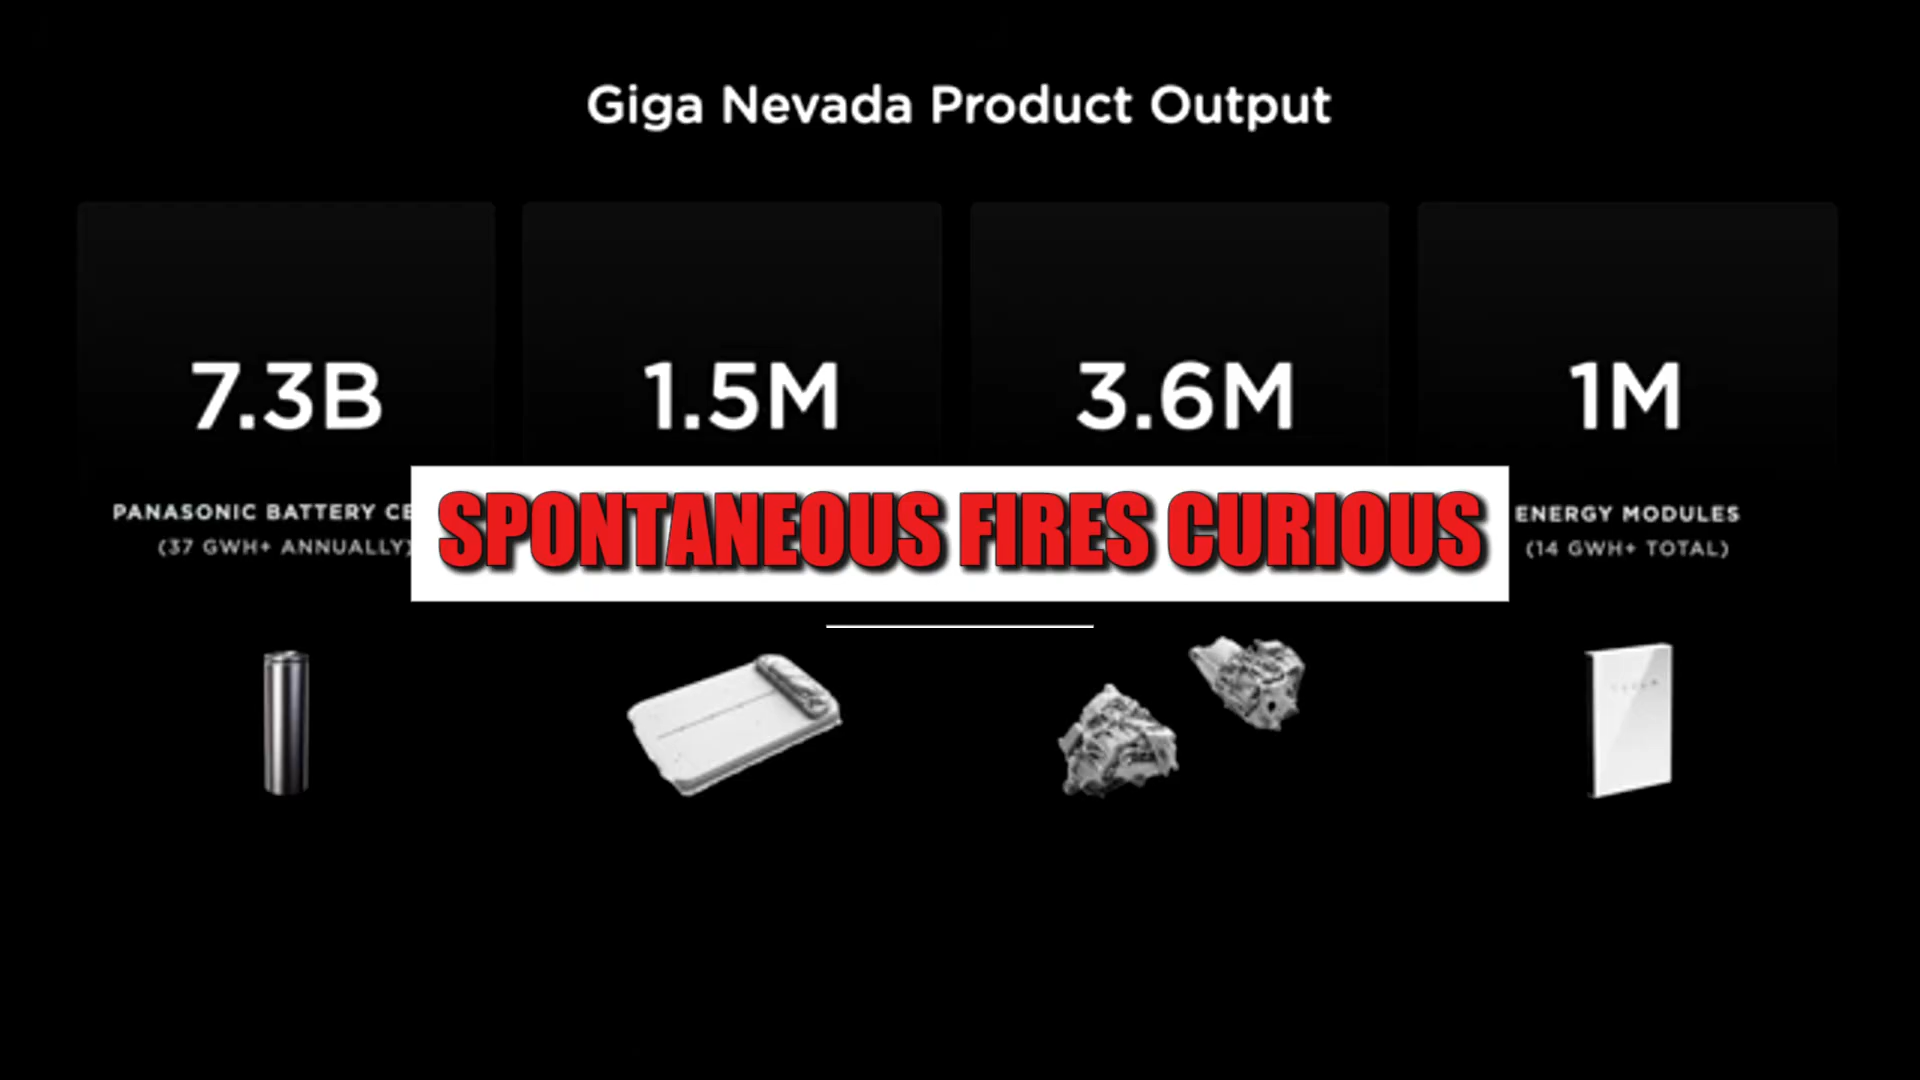 Giga Nevada Product Output
7.3B
1.5M
3.6M
1M
PANASONIC BATTERY CE
(37 GWH+ ANNUALLY)
SPONTANEOUS FIRES CURIOUS
ENERGY MODULES
(14 GWH+ TOTAL)